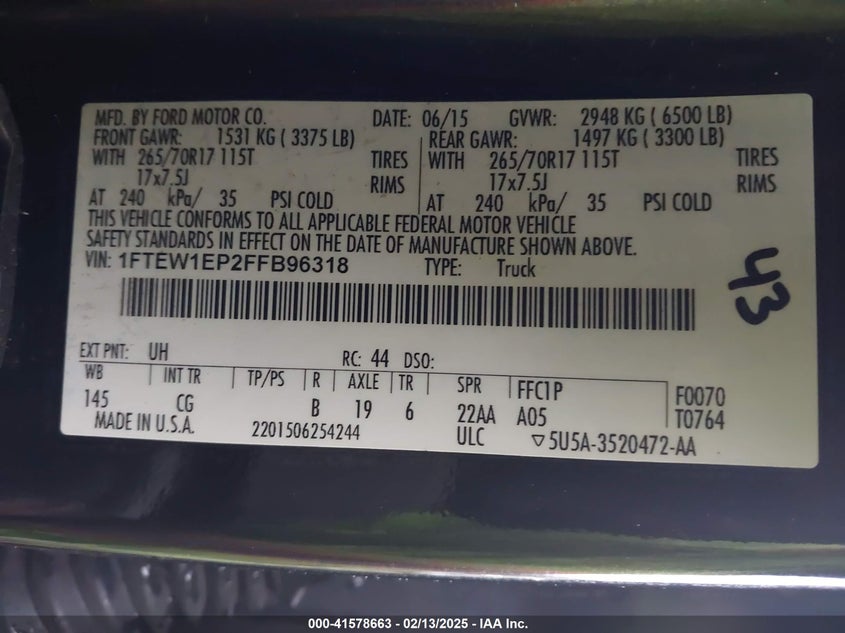 MFD. BY FORD MOTOR CO. DATE: 06/15 GVWR: 2948 KG ( 6500 LB)
FRONT GAWR: 1531 KG ( 3375 LB) REAR GAWR: 1497 KG ( 3300 LB)
WITH 265/70R17 115T TIRES WITH 265/70R17 115T TIRES
17x7.5J RIMS 17x7.5J RIMS
AT 240 kPa/ 35 PSI COLD AT 240 kPa/ 35 PSI COLD
THIS VEHICLE CONFORMS TO ALL APPLICABLE FEDERAL MOTOR VEHICLE
SAFETY STANDARDS IN EFFECT ON THE DATE OF MANUFACTURE SHOWN ABOVE.
VIN: 1FTEW1EP2FFB96318 TYPE: Truck
43
EXT PNT: UH RC: 44 DSO:
WB INT TR TP/PS R AXLE TR SPR FFC1P F0070
145 CG B 19 6 22AA A05 T0764
MADE IN U.S.A. 2201506254244 ULC ▽5U5A-3520472-AA
000-41578663 — 02/13/2025 — IAA Inc.